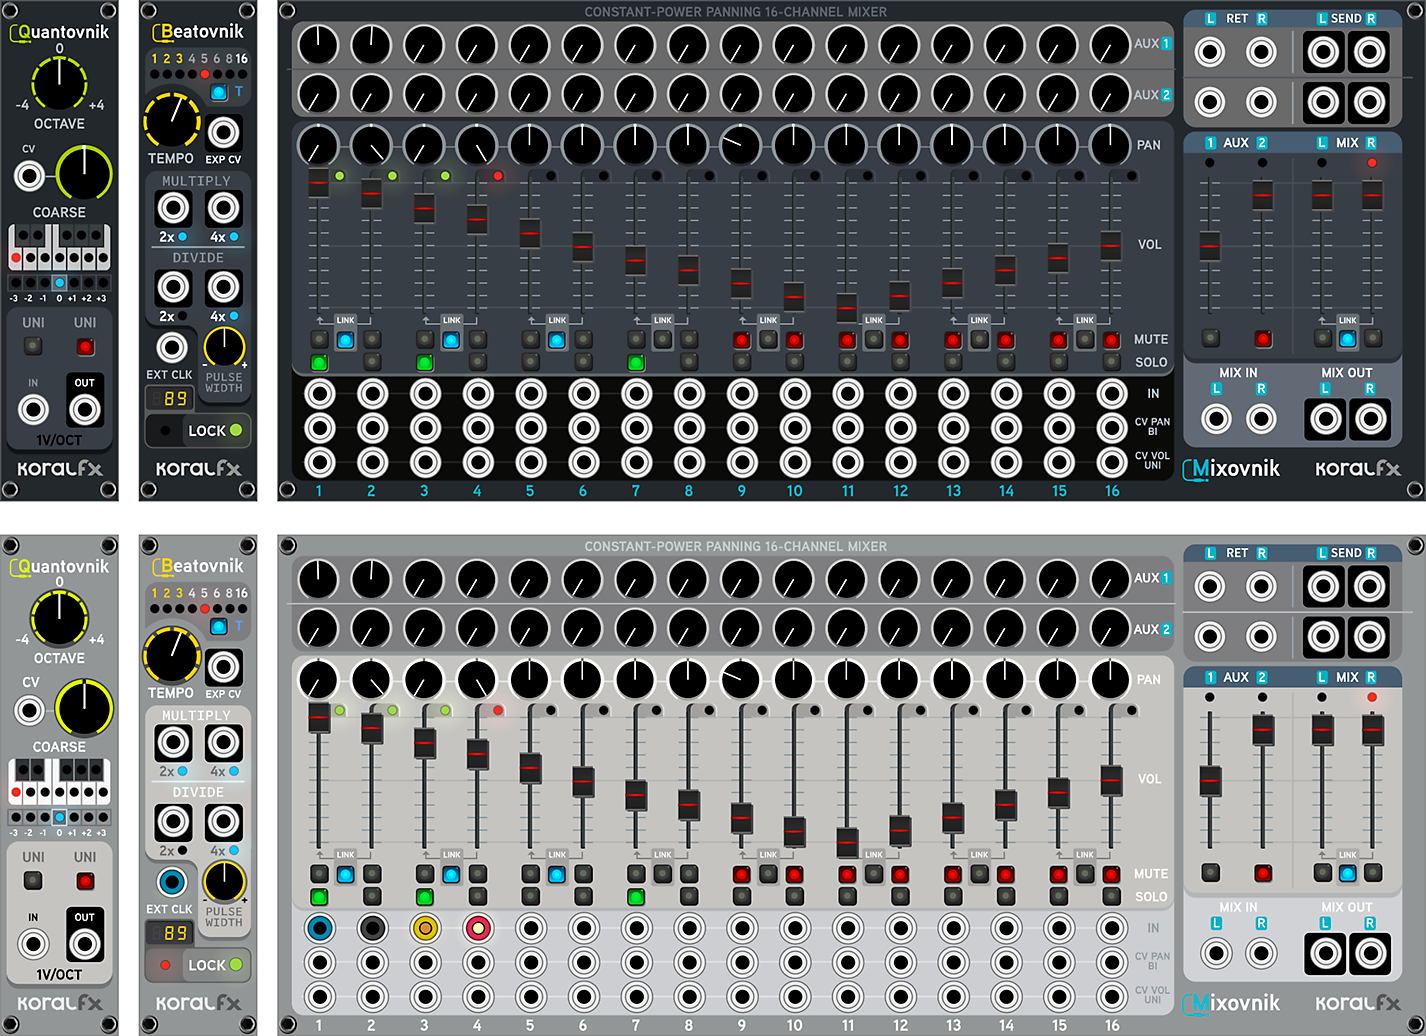 Quantovnik
0
-4 +4
OCTAVE
CV
COARSE
-3 -2 -1 0 +1 +2 +3
UNI UNI
IN OUT
1V/OCT
KORALFX
Beatovnik
1 2 3 4 5 6 8 16
T
TEMPO EXP CV
MULTIPLY
2x 4x
DIVIDE
2x 4x
EXT CLK
- +
PULSE
WIDTH
89
LOCK
KORALFX
CONSTANT-POWER PANNING 16-CHANNEL MIXER
AUX 1
AUX 2
PAN
VOL
LINK LINK LINK LINK LINK LINK LINK LINK
MUTE
SOLO
IN
CV PAN
BI
CV VOL
UNI
1 2 3 4 5 6 7 8 9 10 11 12 13 14 15 16
L RET R L SEND R
1 AUX 2 L MIX R
LINK
MIX IN MIX OUT
L R L R
Mixovnik KORALFX
Quantovnik
0
-4 +4
OCTAVE
CV
COARSE
-3 -2 -1 0 +1 +2 +3
UNI UNI
IN OUT
1V/OCT
KORALFX
Beatovnik
1 2 3 4 5 6 8 16
T
TEMPO EXP CV
MULTIPLY
2x 4x
DIVIDE
2x 4x
EXT CLK
- +
PULSE
WIDTH
89
LOCK
KORALFX
CONSTANT-POWER PANNING 16-CHANNEL MIXER
AUX 1
AUX 2
PAN
VOL
LINK LINK LINK LINK LINK LINK LINK LINK
MUTE
SOLO
IN
CV PAN
BI
CV VOL
UNI
1 2 3 4 5 6 7 8 9 10 11 12 13 14 15 16
L RET R L SEND R
1 AUX 2 L MIX R
LINK
MIX IN MIX OUT
L R L R
Mixovnik KORALFX